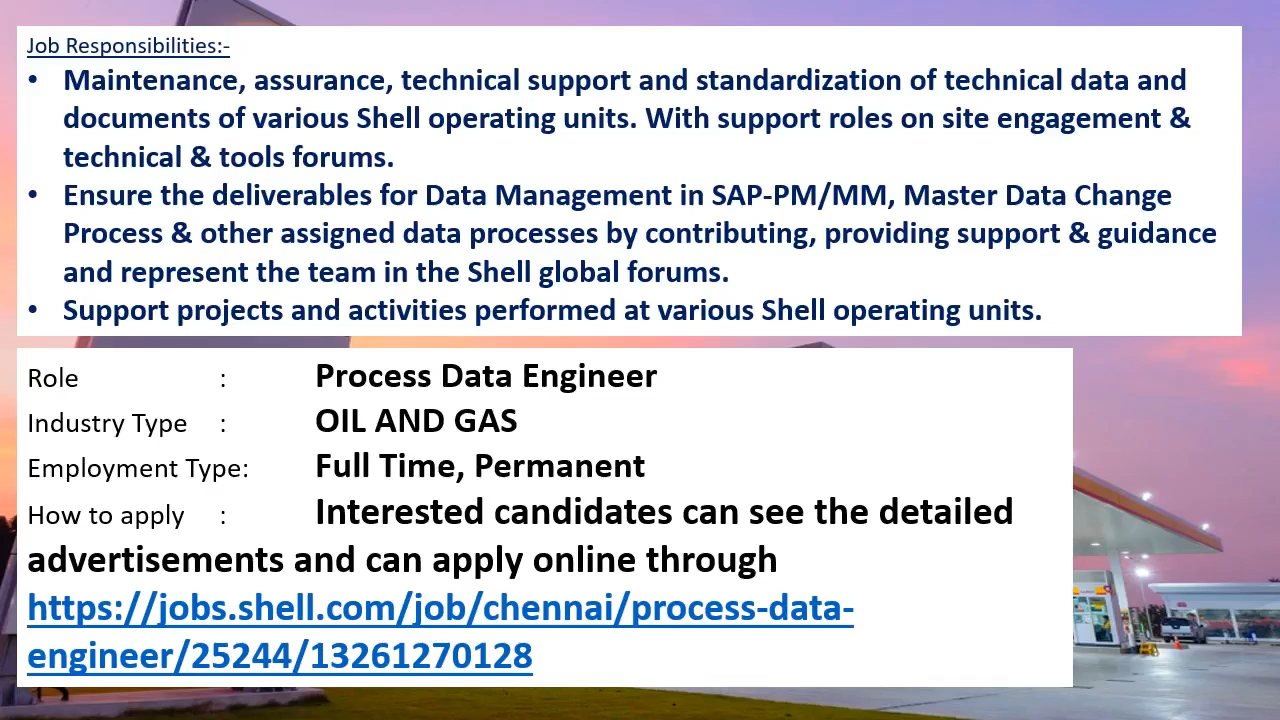 Job Responsibilities:-
• Maintenance, assurance, technical support and standardization of technical data and
documents of various Shell operating units. With support roles on site engagement &
technical & tools forums.
• Ensure the deliverables for Data Management in SAP-PM/MM, Master Data Change
Process & other assigned data processes by contributing, providing support & guidance
and represent the team in the Shell global forums.
• Support projects and activities performed at various Shell operating units.
Role : Process Data Engineer
Industry Type : OIL AND GAS
Employment Type: Full Time, Permanent
How to apply : Interested candidates can see the detailed
advertisements and can apply online through
https://jobs.shell.com/job/chennai/process-data-
engineer/25244/13261270128